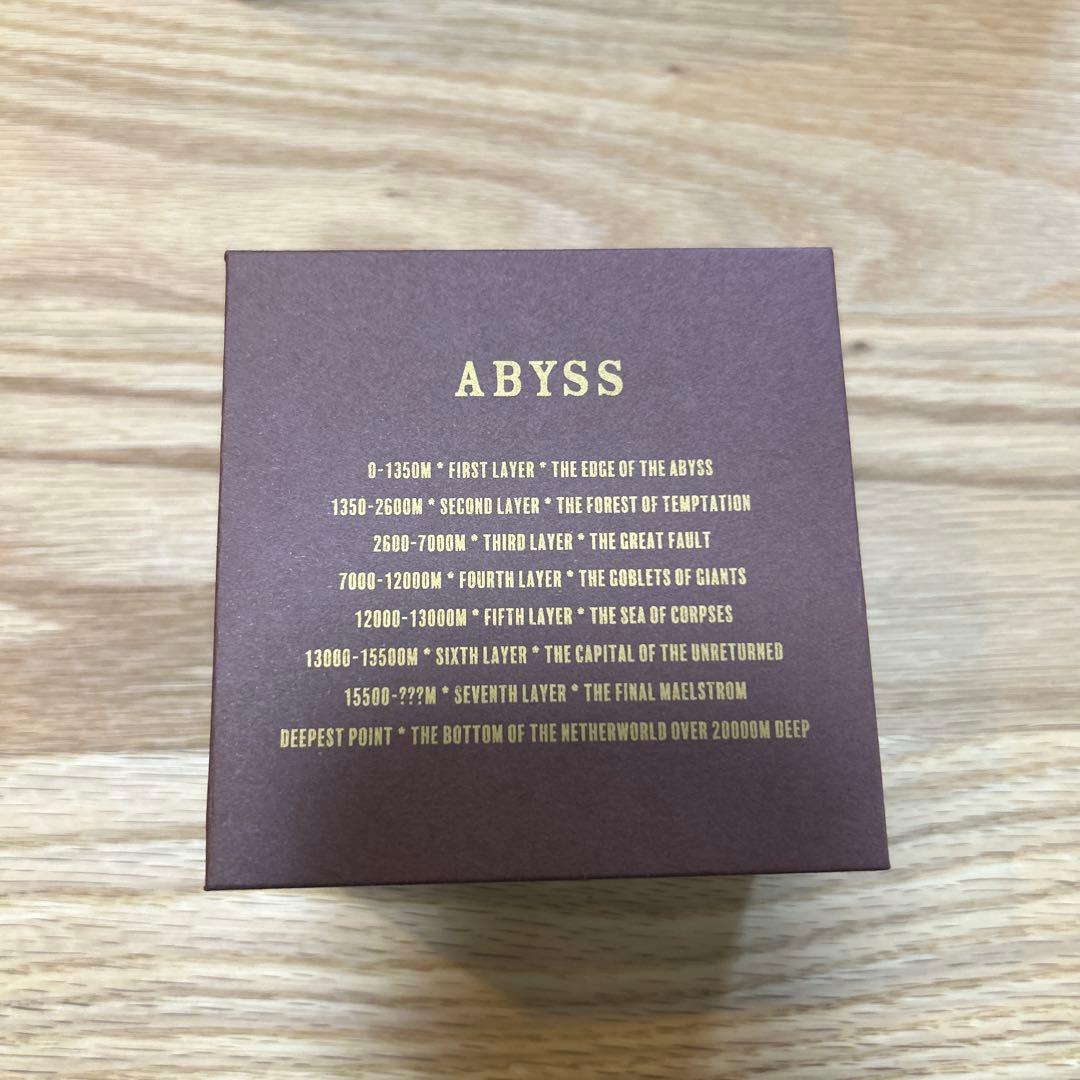 ABYSS
0-1350M * FIRST LAYER * THE EDGE OF THE ABYSS
1350-2600M * SECOND LAYER * THE FOREST OF TEMPTATION
2600-7000M * THIRD LAYER * THE GREAT FAULT
7000-12000M * FOURTH LAYER * THE GOBLETS OF GIANTS
12000-13000M * FIFTH LAYER * THE SEA OF CORPSES
13000-15500M * SIXTH LAYER * THE CAPITAL OF THE UNRETURNED
15500-???M * SEVENTH LAYER * THE FINAL MAELSTROM
DEEPEST POINT * THE BOTTOM OF THE NETHERWORLD OVER 20000M DEEP